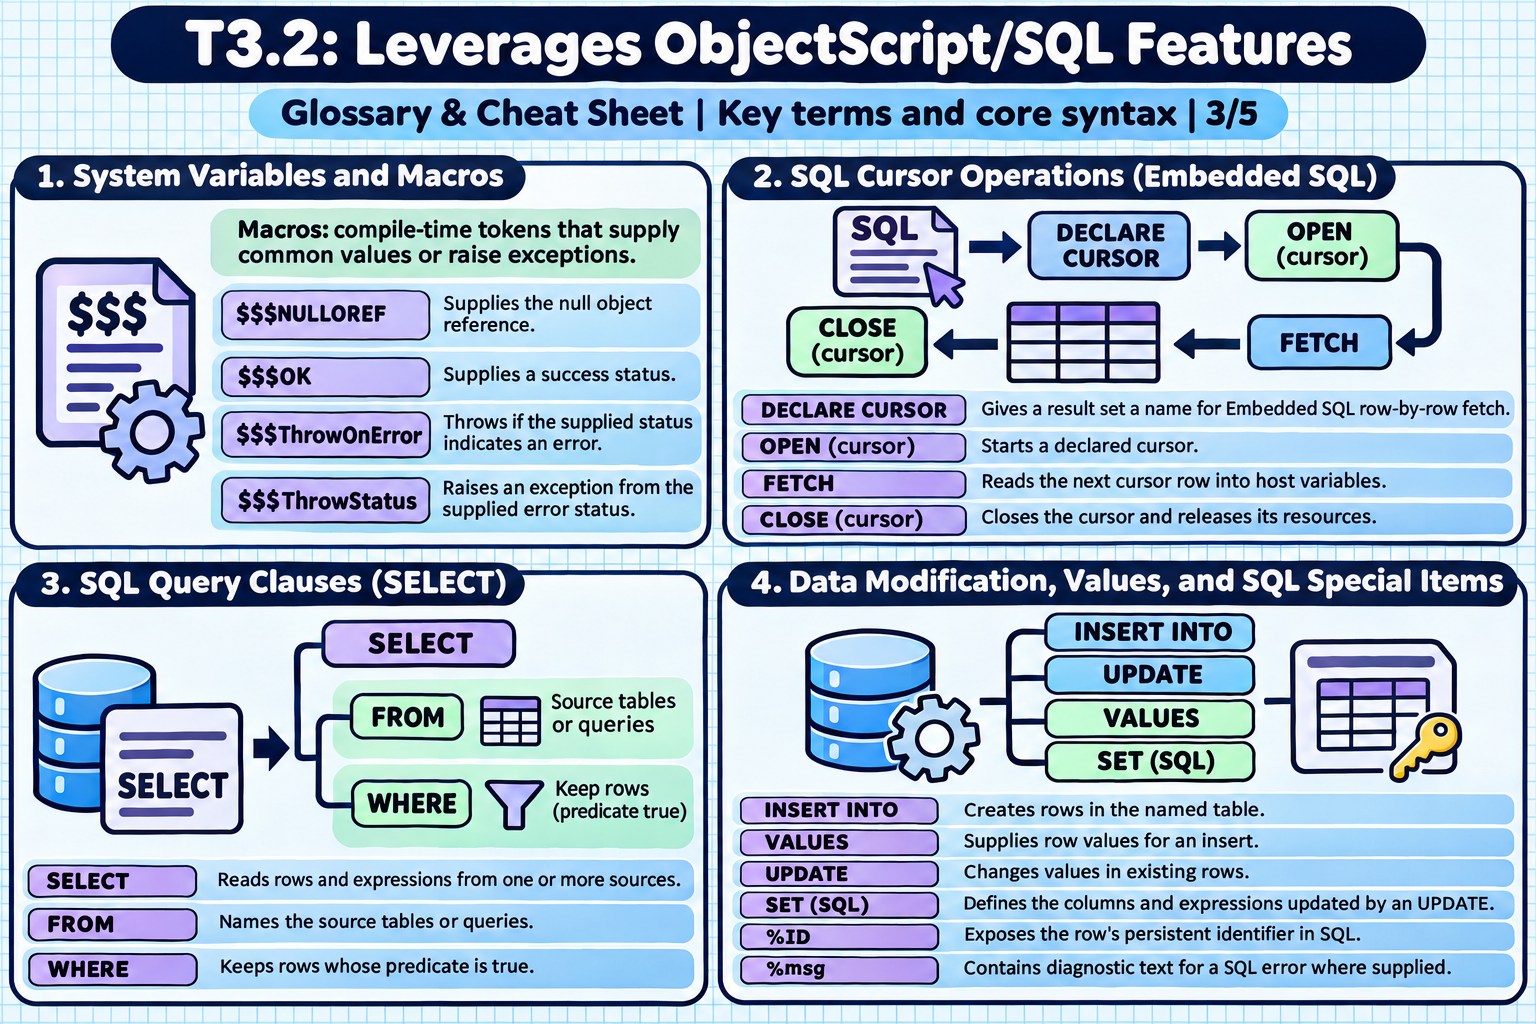 T3.2: Leverages ObjectScript/SQL Features
Glossary & Cheat Sheet | Key terms and core syntax | 3/5
1. System Variables and Macros
$$$
Macros: compile-time tokens that supply
common values or raise exceptions.
$$$NULLOREF
Supplies the null object
reference.
$$$OK
Supplies a success status.
$$$ThrowOnError
Throws if the supplied status
indicates an error.
$$$ThrowStatus
Raises an exception from the
supplied error status.
2. SQL Cursor Operations (Embedded SQL)
SQL
DECLARE
CURSOR
OPEN
(cursor)
CLOSE
(cursor)
FETCH
DECLARE CURSOR
Gives a result set a name for Embedded SQL row-by-row fetch.
OPEN (cursor)
Starts a declared cursor.
FETCH
Reads the next cursor row into host variables.
CLOSE (cursor)
Closes the cursor and releases its resources.
3. SQL Query Clauses (SELECT)
SELECT
SELECT
FROM
Source tables
or queries
WHERE
Keep rows
(predicate true)
SELECT
Reads rows and expressions from one or more sources.
FROM
Names the source tables or queries.
WHERE
Keeps rows whose predicate is true.
4. Data Modification, Values, and SQL Special Items
INSERT INTO
UPDATE
VALUES
SET (SQL)
INSERT INTO
Creates rows in the named table.
VALUES
Supplies row values for an insert.
UPDATE
Changes values in existing rows.
SET (SQL)
Defines the columns and expressions updated by an UPDATE.
%ID
Exposes the row's persistent identifier in SQL.
%msg
Contains diagnostic text for a SQL error where supplied.